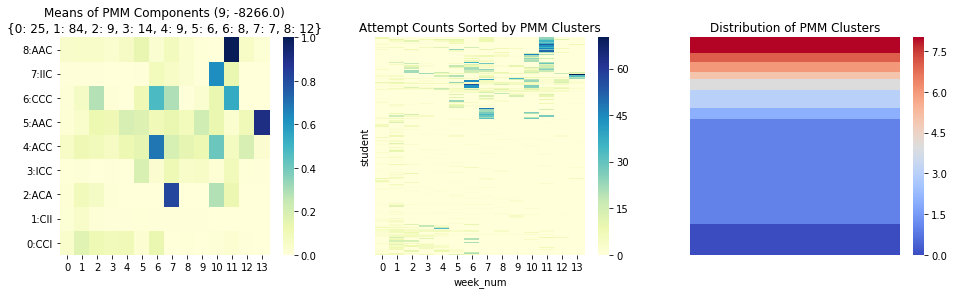 Means of PMM Components (9; -8266.0)
{0: 25, 1: 84, 2: 9, 3: 14, 4: 9, 5: 6, 6: 8, 7: 7, 8: 12}
8:AAC
7:IIC
6:CCC
5:AAC
4:ACC
3:ICC
2:ACA
1:CII
0:CCI
0 1 2 3 4 5 6 7 8 9 10 11 12 13
1.0
0.8
0.6
0.4
0.2
0.0
Attempt Counts Sorted by PMM Clusters
student
0 1 2 3 4 5 6 7 8 9 10 11 12 13
week_num
60
45
30
15
0
Distribution of PMM Clusters
7.5
6.0
4.5
3.0
1.5
0.0